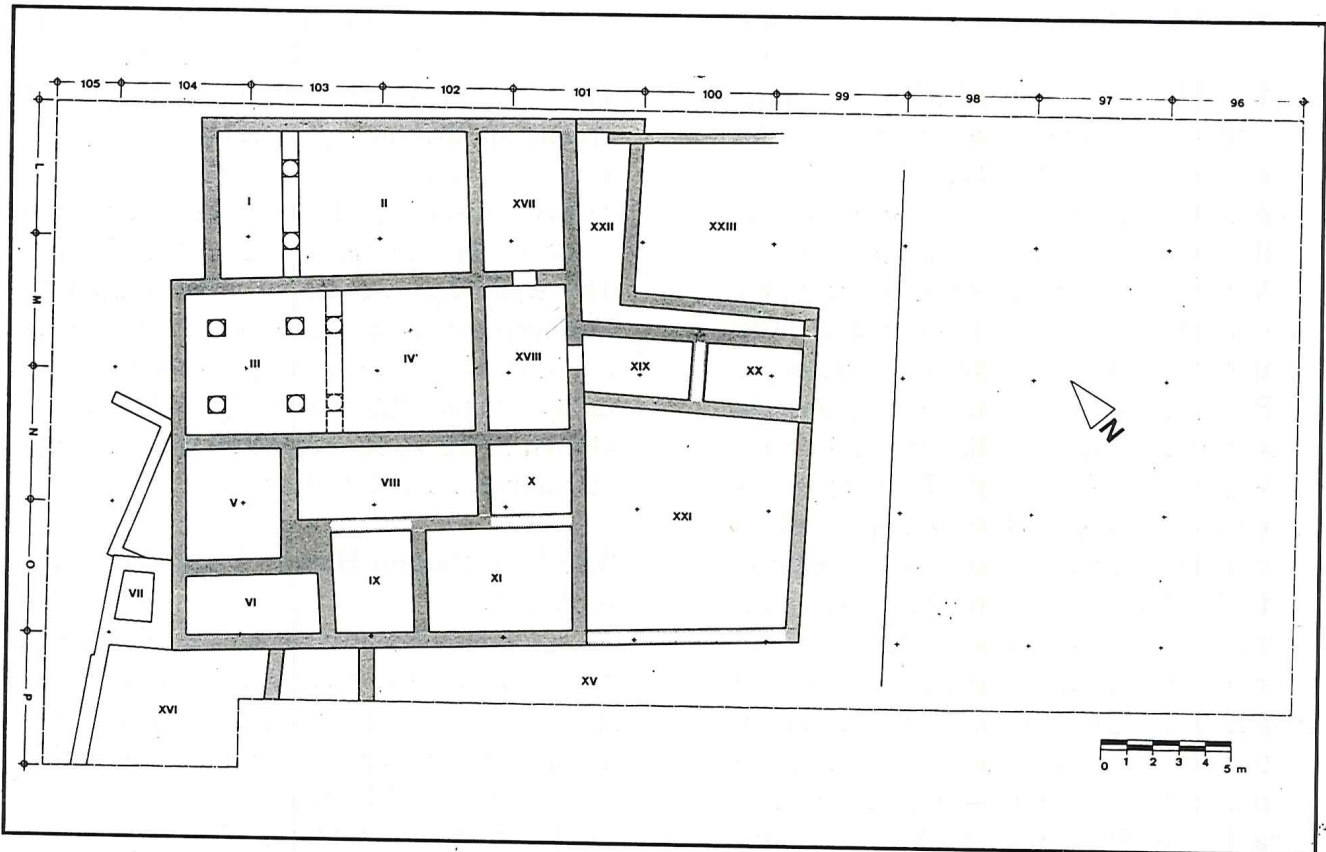 105 104 103 102 101 100 99 98 97 96
L
M
N
O
P
I II XVII XXII XXIII
III IV XVIII XIX XX
V VIII X XXI
VI VII IX XI
XVI XV
N
0 1 2 3 4 5 m